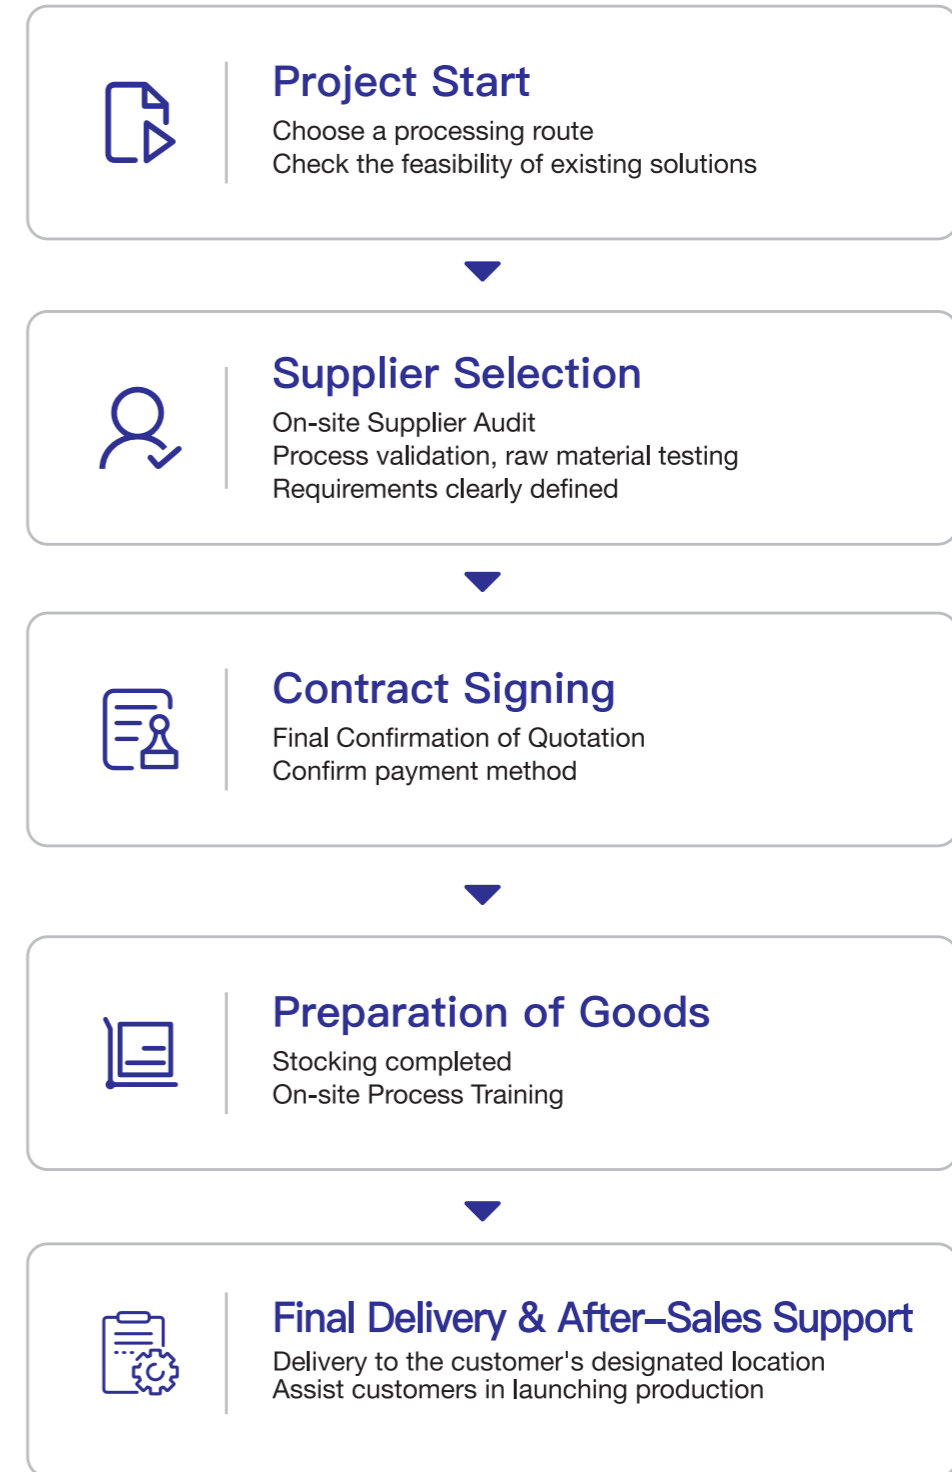 Project Start
Choose a processing route
Check the feasibility of existing solutions
Supplier Selection
On-site Supplier Audit
Process validation, raw material testing
Requirements clearly defined
Contract Signing
Final Confirmation of Quotation
Confirm payment method
Preparation of Goods
Stocking completed
On-site Process Training
Final Delivery & After–Sales Support
Delivery to the customer's designated location
Assist customers in launching production